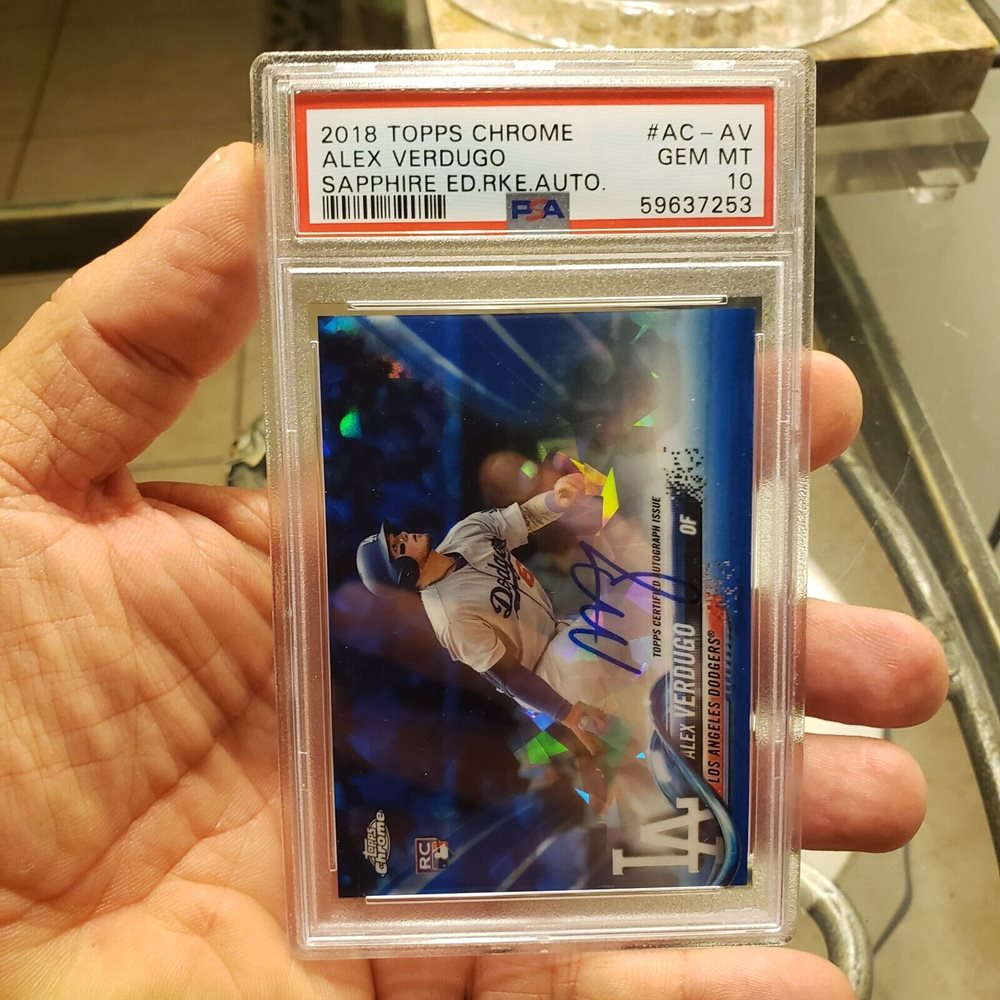 2018 TOPPS CHROME #AC-AV
ALEX VERDUGO GEM MT
SAPPHIRE ED.RKE.AUTO. 10
PSA 59637253
Dodgers
6
TOPPS CERTIFIED AUTOGRAPH ISSUE
ALEX VERDUGO OF
LOS ANGELES DODGERS®
LA
Topps
Chrome
RC